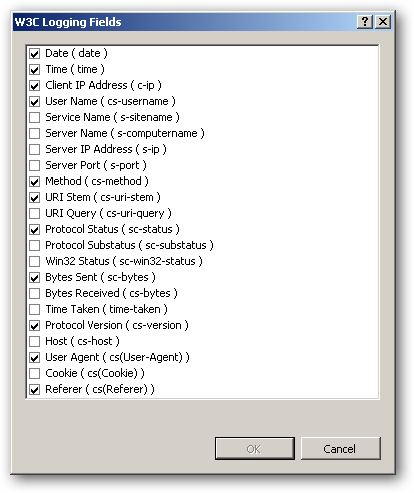 W3C Logging Fields
Date ( date )
Time ( time )
Client IP Address ( c-ip )
User Name ( cs-username )
Service Name ( s-sitename )
Server Name ( s-computername )
Server IP Address ( s-ip )
Server Port ( s-port )
Method ( cs-method )
URI Stem ( cs-uri-stem )
URI Query ( cs-uri-query )
Protocol Status ( sc-status )
Protocol Substatus ( sc-substatus )
Win32 Status ( sc-win32-status )
Bytes Sent ( sc-bytes )
Bytes Received ( cs-bytes )
Time Taken ( time-taken )
Protocol Version ( cs-version )
Host ( cs-host )
User Agent ( cs(User-Agent) )
Cookie ( cs(Cookie) )
Referer ( cs(Referer) )
OK Cancel